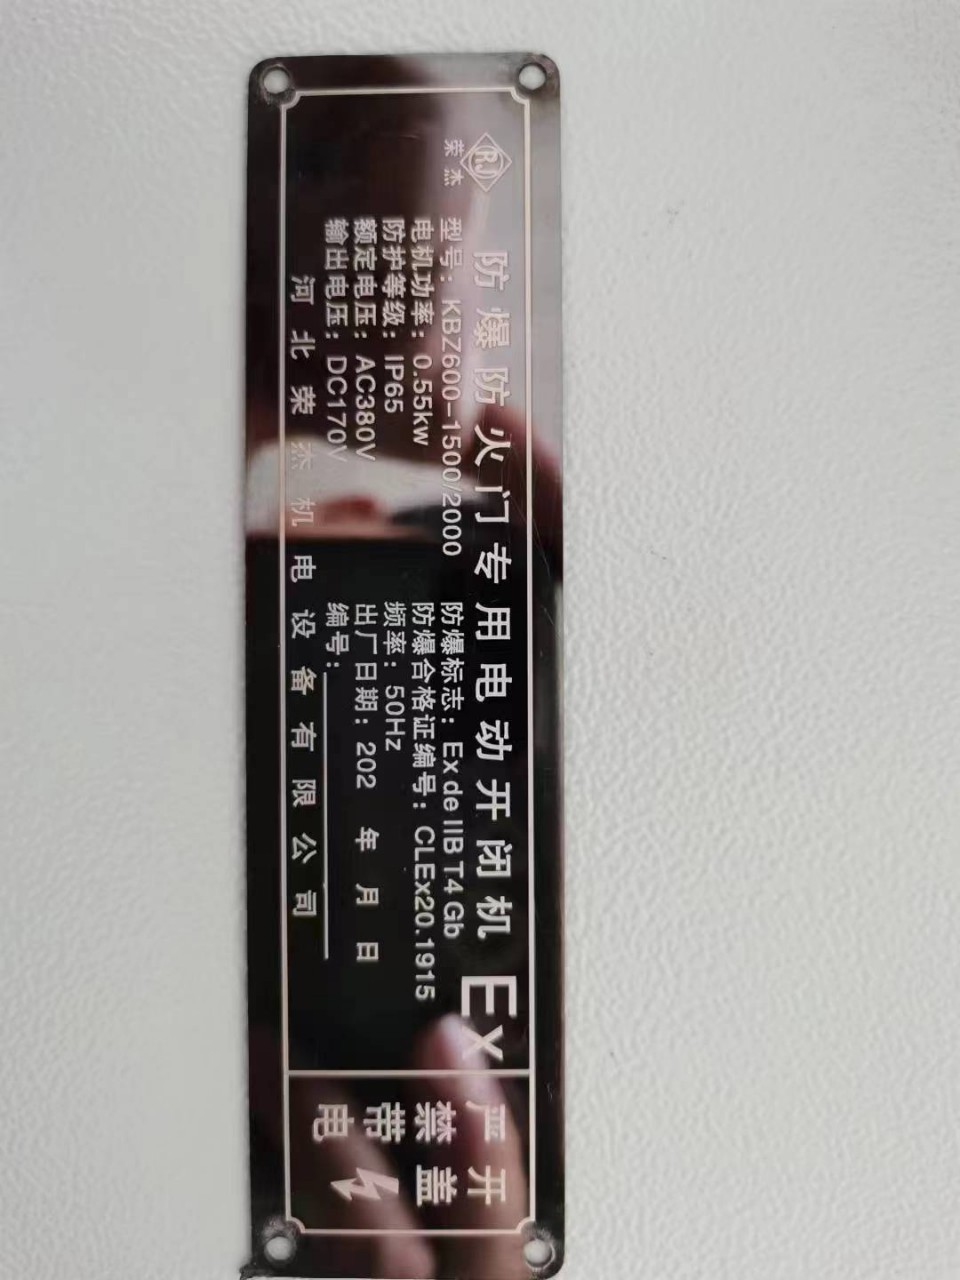 RJ
荣杰
防爆防火门专用电动开闭机 Ex
型号：KBZ600-1500/2000
防爆标志：Ex de IIB T4 Gb
电机功率：0.55kw
防爆合格证编号：CLEx20.1915
防护等级：IP65
频率：50Hz
额定电压：AC380V
出厂日期：202 年 月 日
输出电压：DC170V
编号：
河北荣杰机电设备有限公司
严禁带电
开盖